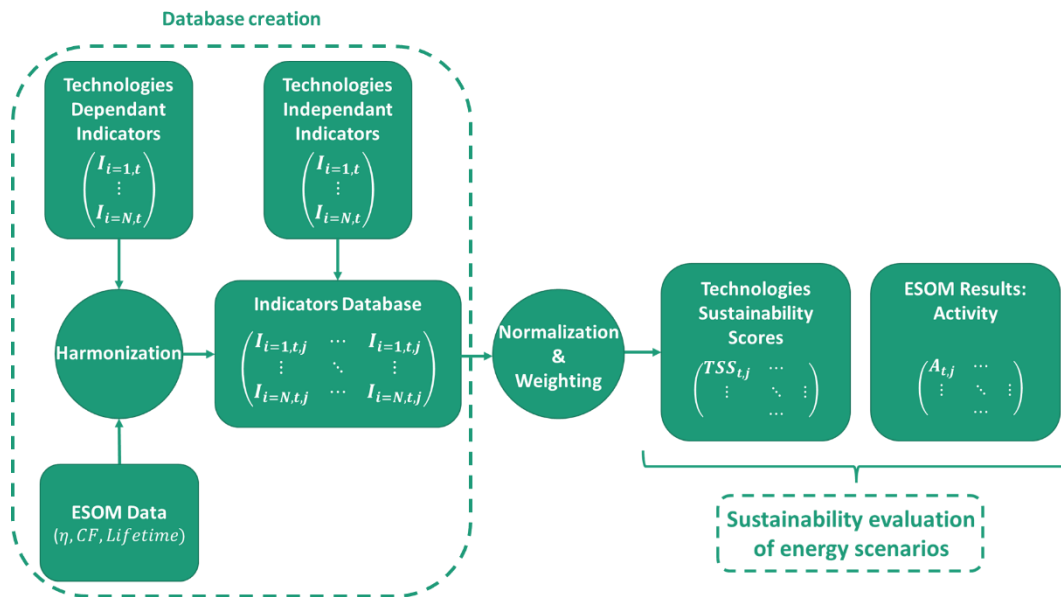 Database creation
Technologies
Dependant
Indicators
I_{i=1,t}
⋮
I_{i=N,t}
Technologies
Independant
Indicators
I_{i=1,t}
⋮
I_{i=N,t}
Harmonization
Indicators Database
I_{i=1,t,j} ⋯ I_{i=1,t,j}
⋮ ⋱ ⋮
I_{i=N,t,j} ⋯ I_{i=N,t,j}
ESOM Data
(η, CF, Lifetime)
Normalization
&
Weighting
Technologies
Sustainability
Scores
TSS_{t,j} ⋯
⋮ ⋱ ⋮
⋯
ESOM Results:
Activity
A_{t,j} ⋯
⋮ ⋱ ⋮
⋯
Sustainability evaluation
of energy scenarios